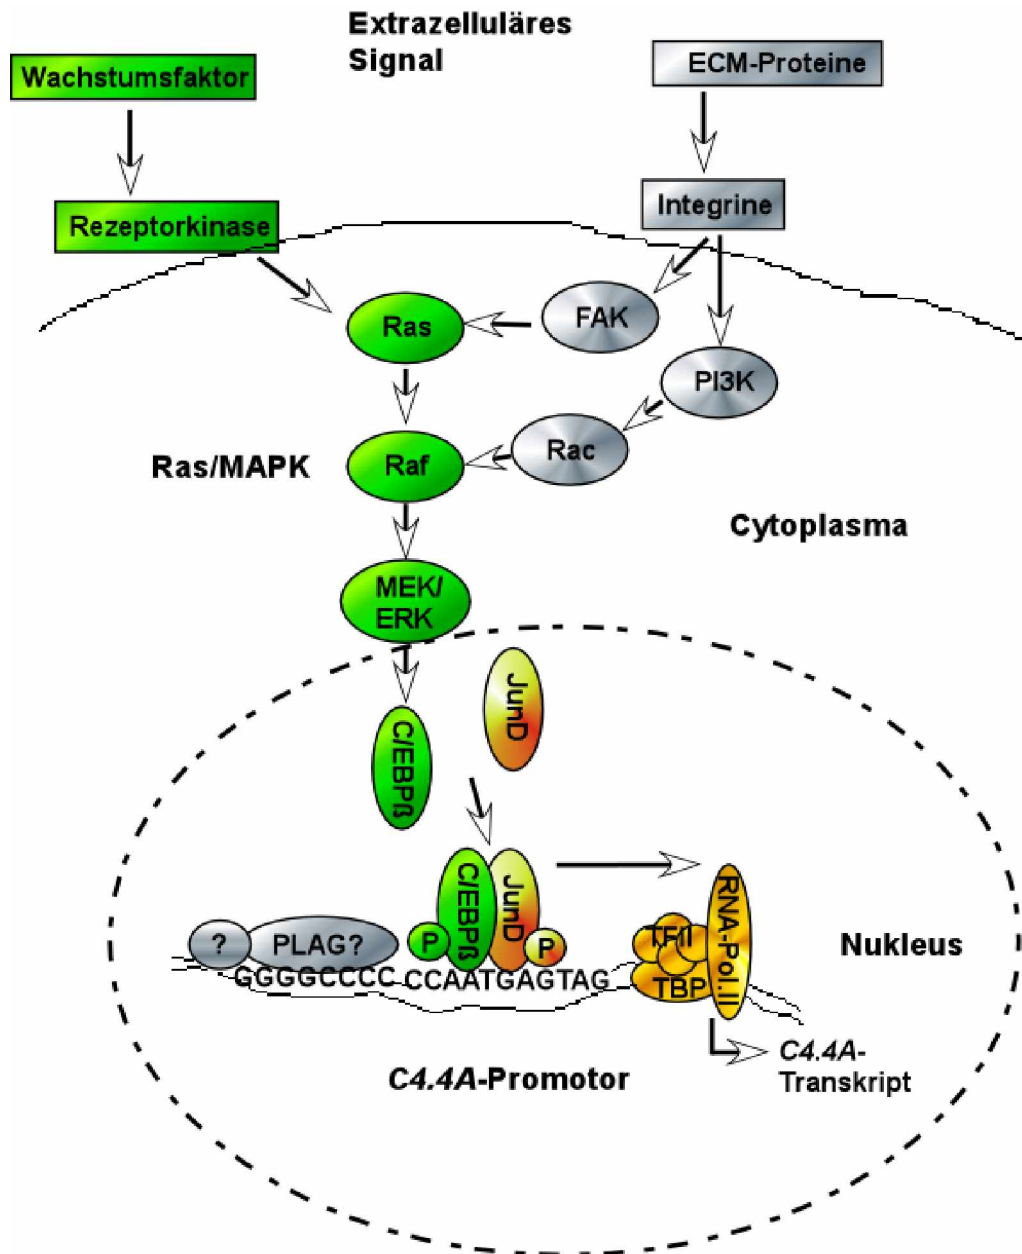 Extrazelluläres
Signal
Wachstumsfaktor
ECM-Proteine
Rezeptorkinase
Integrine
Ras
FAK
PI3K
Ras/MAPK
Raf
Rac
Cytoplasma
MEK/
ERK
JunD
C/EBPß
C/EBPß
JunD
RNA-Pol.II
?
PLAG?
P
P
TFII
TBP
Nukleus
GGGGCCCC CCAATGAGTAG
C4.4A-Promotor
C4.4A-
Transkript